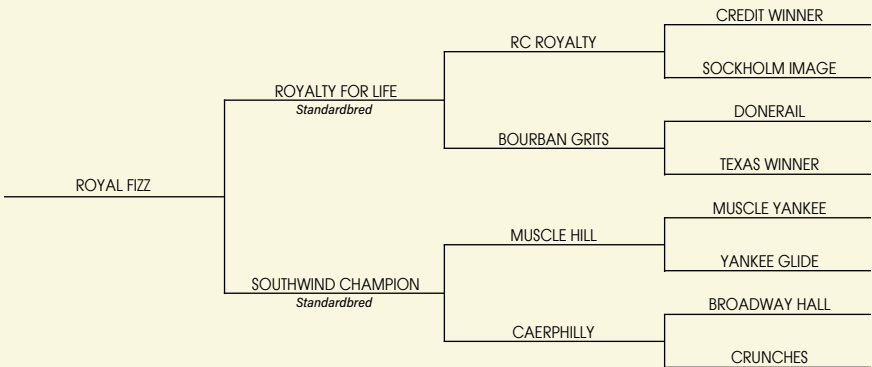 CREDIT WINNER
RC ROYALTY
SOCKHOLM IMAGE
ROYALTY FOR LIFE
Standardbred
DONERAIL
BOURBAN GRITS
TEXAS WINNER
ROYAL FIZZ
MUSCLE YANKEE
MUSCLE HILL
YANKEE GLIDE
SOUTHWIND CHAMPION
Standardbred
BROADWAY HALL
CAERPHILLY
CRUNCHES